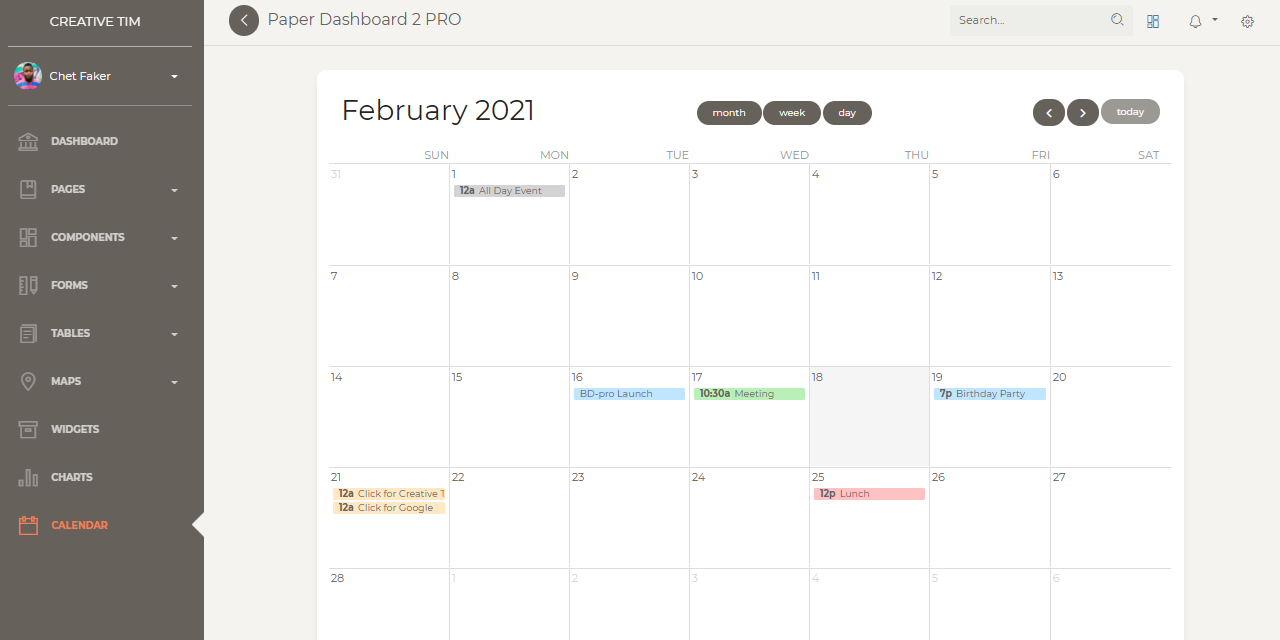 CREATIVE TIM
Chet Faker
DASHBOARD
PAGES
COMPONENTS
FORMS
TABLES
MAPS
WIDGETS
CHARTS
CALENDAR
Paper Dashboard 2 PRO
Search...
February 2021
month week day
today
SUN MON TUE WED THU FRI SAT
31 1 2 3 4 5 6
12a All Day Event
7 8 9 10 11 12 13
14 15 16 17 18 19 20
BD-pro Launch 10:30a Meeting 7p Birthday Party
21 22 23 24 25 26 27
12a Click for Creative T 12p Lunch
12a Click for Google
28 1 2 3 4 5 6